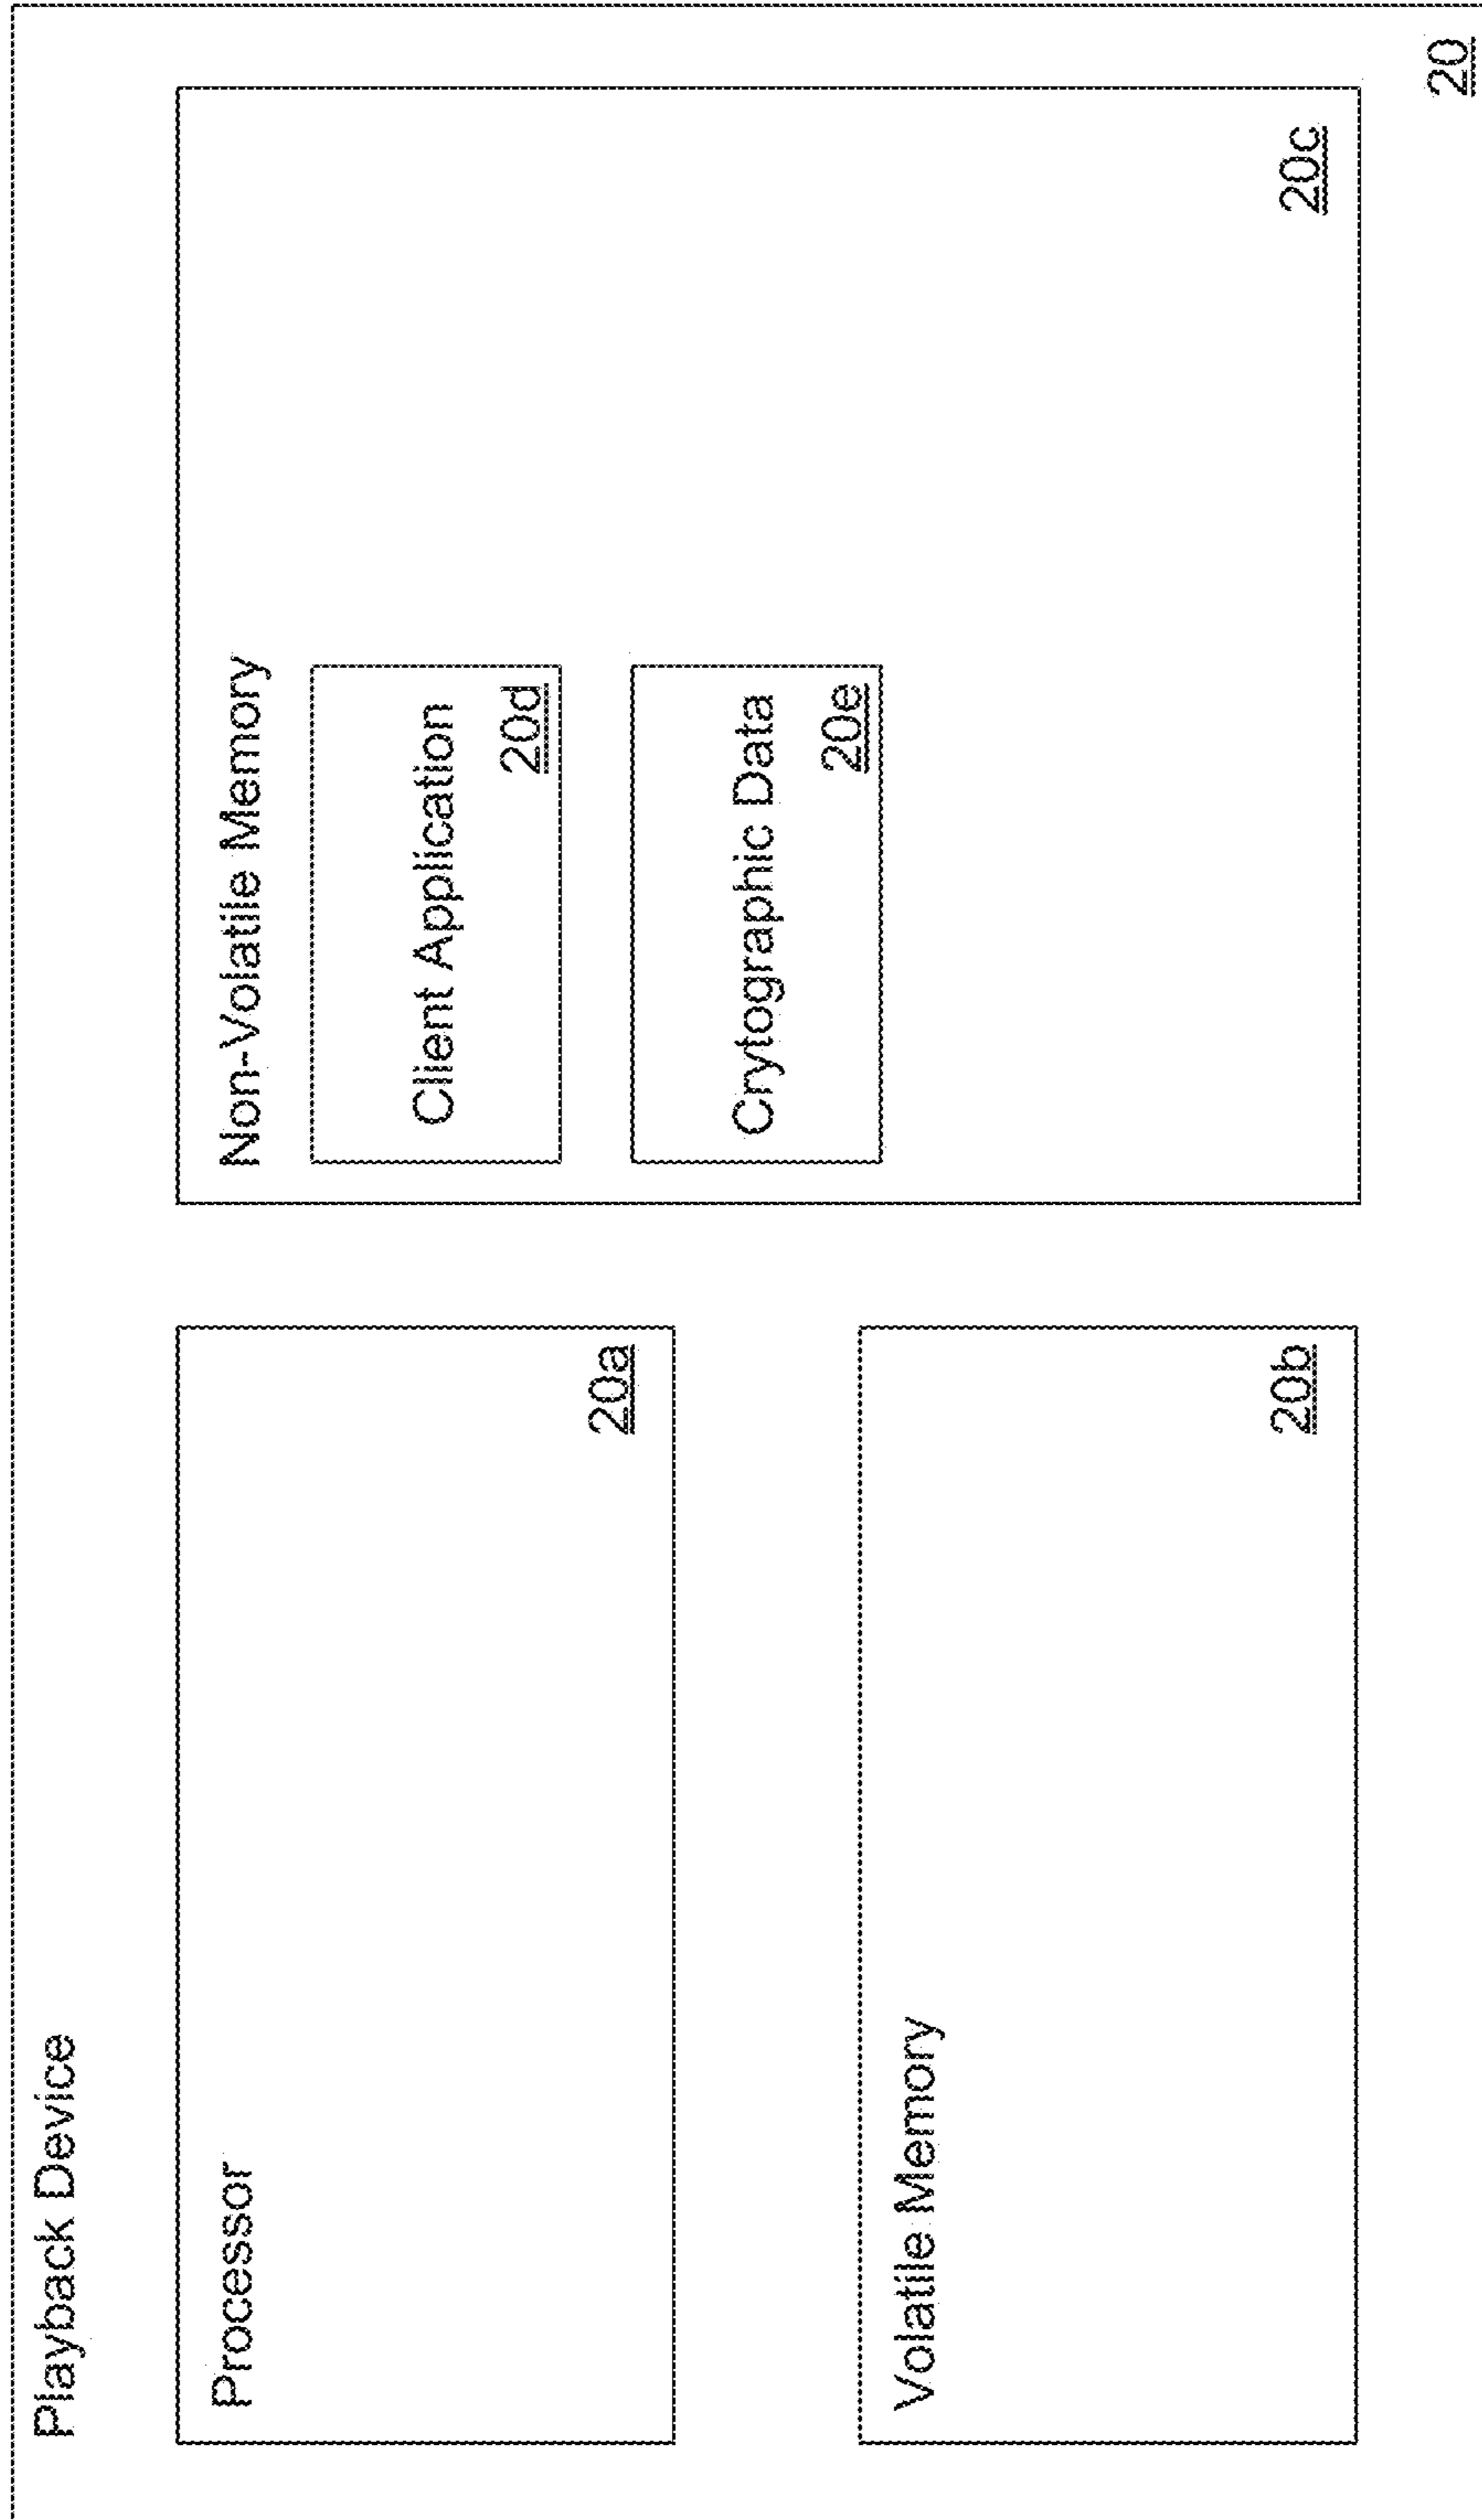 Playback Device
Processor
20a
Volatile Memory
20b
Non-Volatile Memory
Client Application
20d
Crytographic Data
20e
20c
20